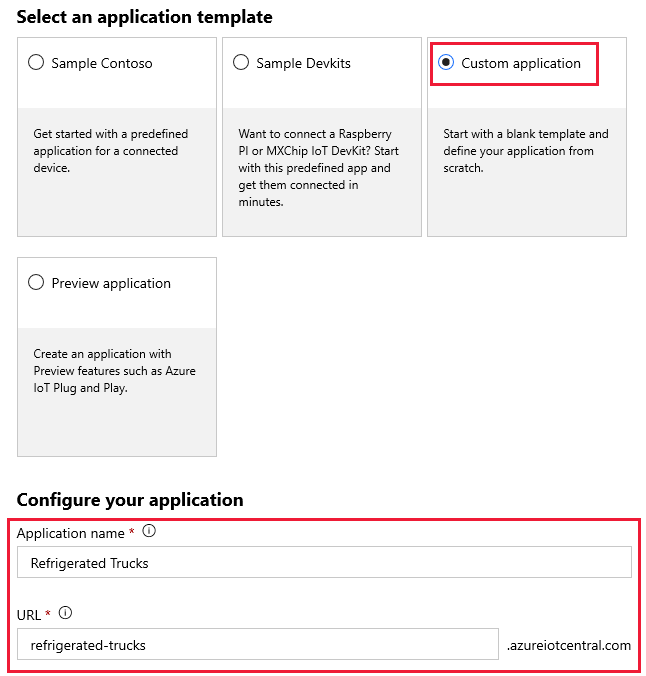 Select an application template
Sample Contoso
Get started with a predefined
application for a connected
device.
Sample Devkits
Want to connect a Raspberry
PI or MXChip IoT DevKit? Start
with this predefined app and
get them connected in
minutes.
Custom application
Start with a blank template and
define your application from
scratch.
Preview application
Create an application with
Preview features such as Azure
IoT Plug and Play.
Configure your application
Application name *
Refrigerated Trucks
URL *
refrigerated-trucks .azureiotcentral.com